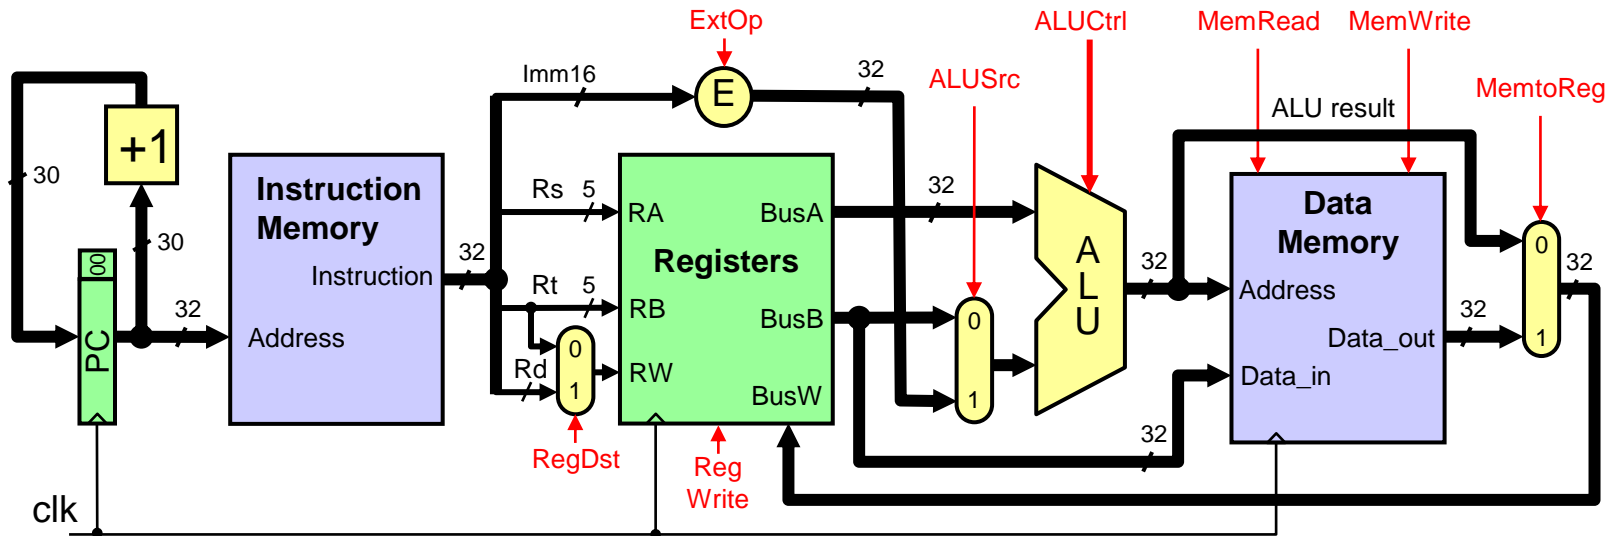 ExtOp
ALUCtrl
MemRead
MemWrite
Imm16
32
ALUSrc
MemtoReg
E
ALU result
+1
30
Instruction
Memory
Rs
5
32
Data
Memory
RA
BusA
A
L
U
0
30
00
Registers
32
32
32
Instruction
Rt
5
Address
32
RB
BusB
0
32
PC
Address
0
Data_out
1
Rd
RW
Data_in
1
BusW
1
32
RegDst
Reg
Write
clk